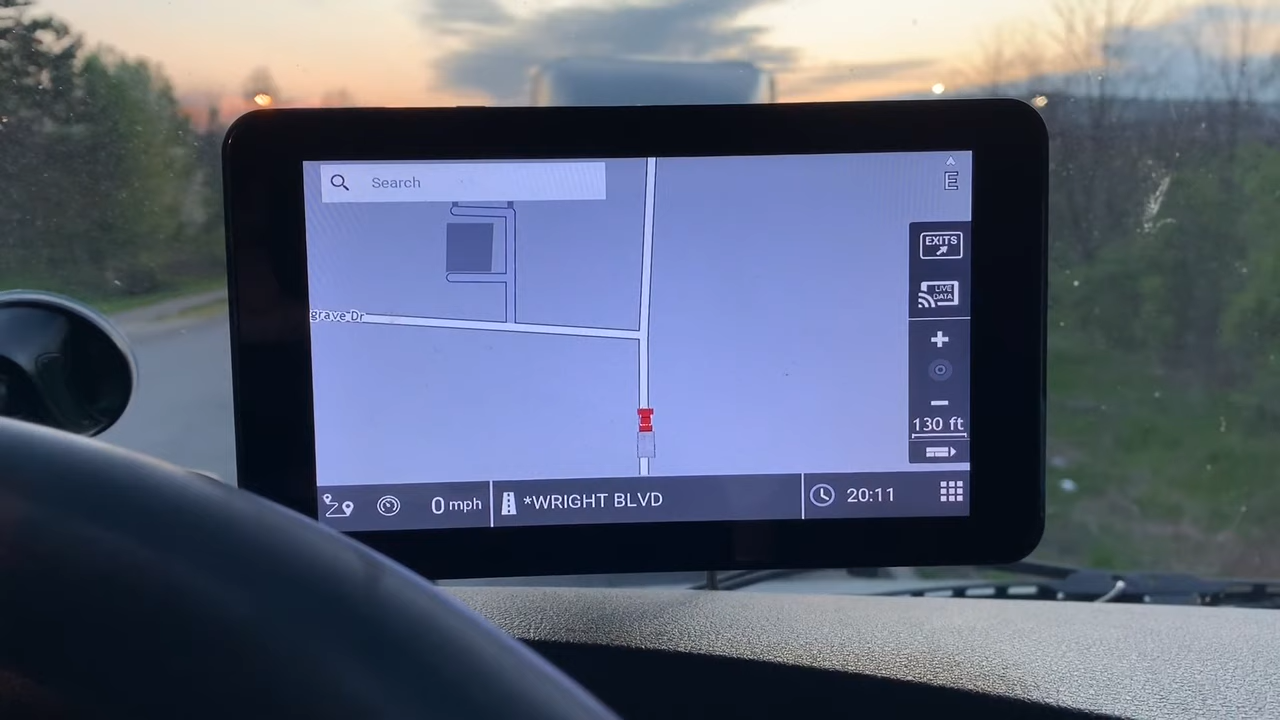 Search
E
EXITS
LIVE
DATA
grave Dr
130 ft
0 mph
*WRIGHT BLVD
20:11